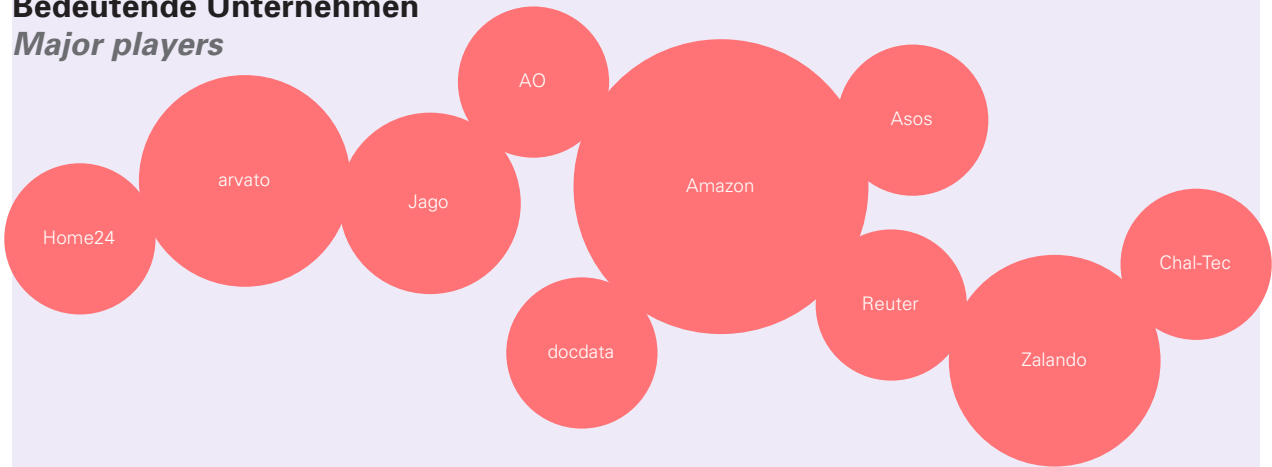 Bedeutende Unternehmen
Major players
AO
Asos
arvato
Amazon
Jago
Home24
Chal-Tec
Reuter
docdata
Zalando